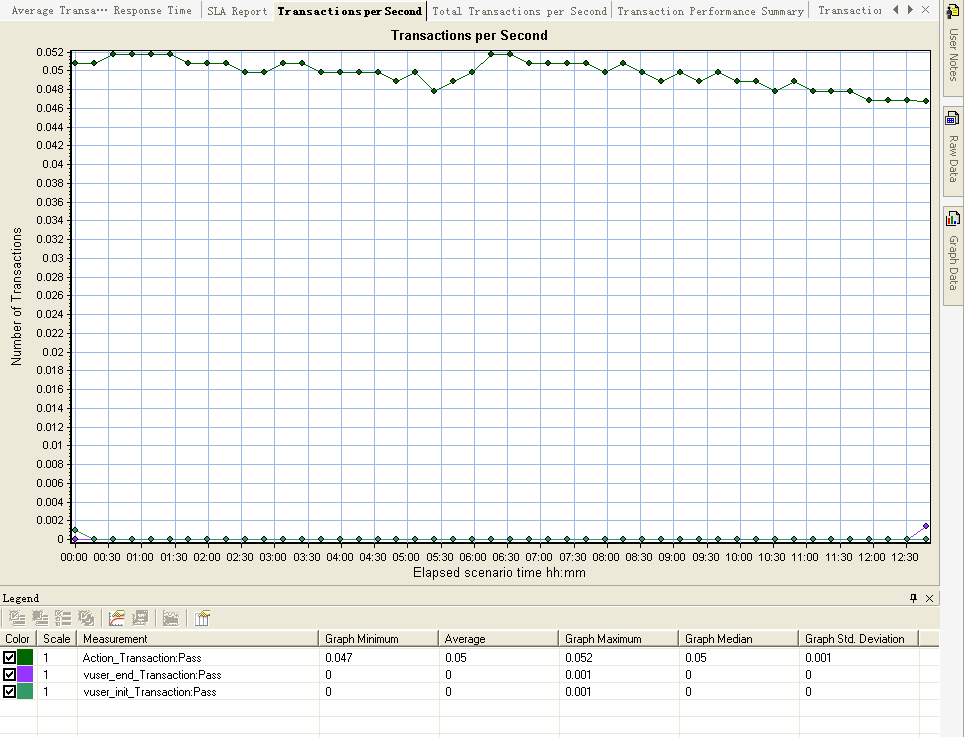 Average Transa··· Response Time
SLA Report
Transactions per Second
Total Transactions per Second
Transaction Performance Summary
Transaction
Transactions per Second
User Notes
Raw Data
Graph Data
Number of Transactions
0.052
0.05
0.048
0.046
0.044
0.042
0.04
0.038
0.036
0.034
0.032
0.03
0.028
0.026
0.024
0.022
0.02
0.018
0.016
0.014
0.012
0.01
0.008
0.006
0.004
0.002
0
00:00 00:30 01:00 01:30 02:00 02:30 03:00 03:30 04:00 04:30 05:00 05:30 06:00 06:30 07:00 07:30 08:00 08:30 09:00 09:30 10:00 10:30 11:00 11:30 12:00 12:30
Elapsed scenario time hh:mm
Legend
Color Scale Measurement Graph Minimum Average Graph Maximum Graph Median Graph Std. Deviation
1 Action_Transaction:Pass 0.047 0.05 0.052 0.05 0.001
1 vuser_end_Transaction:Pass 0 0 0.001 0 0
1 vuser_init_Transaction:Pass 0 0 0.001 0 0